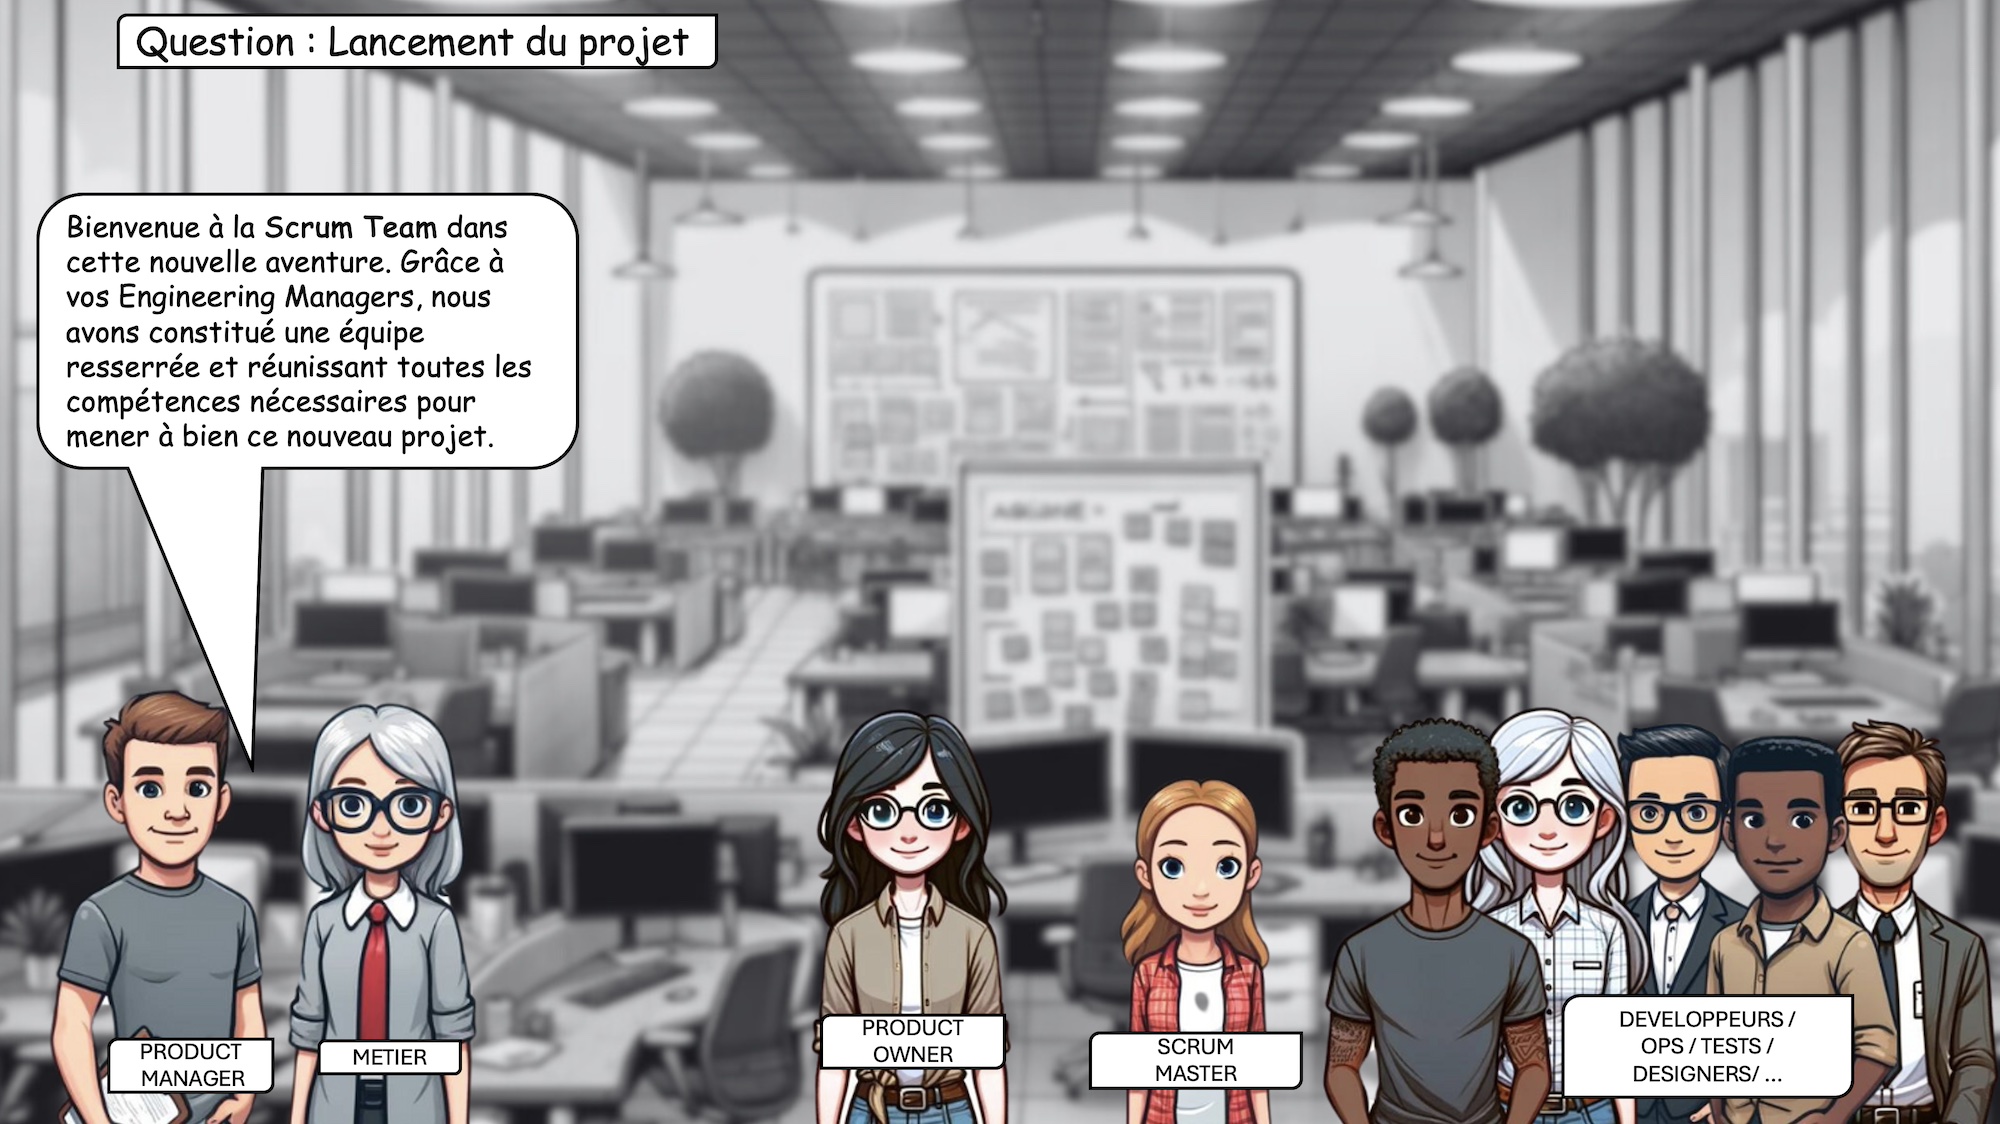 Question : Lancement du projet
Bienvenue à la Scrum Team dans
cette nouvelle aventure. Grâce à
vos Engineering Managers, nous
avons constitué une équipe
resserrée et réunissant toutes les
compétences nécessaires pour
mener à bien ce nouveau projet.
PRODUCT
MANAGER
METIER
PRODUCT
OWNER
SCRUM
MASTER
DEVELOPPEURS /
OPS / TESTS /
DESIGNERS/ ...